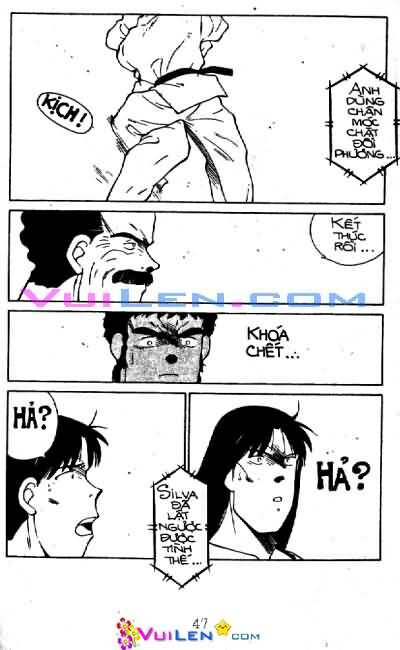 ANH
DÙNG
CHÂN
MÓC
CHẶT
ĐỐI
PHƯƠNG...
KỊCH!
KẾT
THÚC
RỒI...
VUILEN.COM
KHÓA
CHẾT...
HẢ?
HẢ?
SILVA
ĐÃ
LẬT
NGƯỢC
ĐƯỢC
TÌNH
THẾ...
47
VUILEN.COM